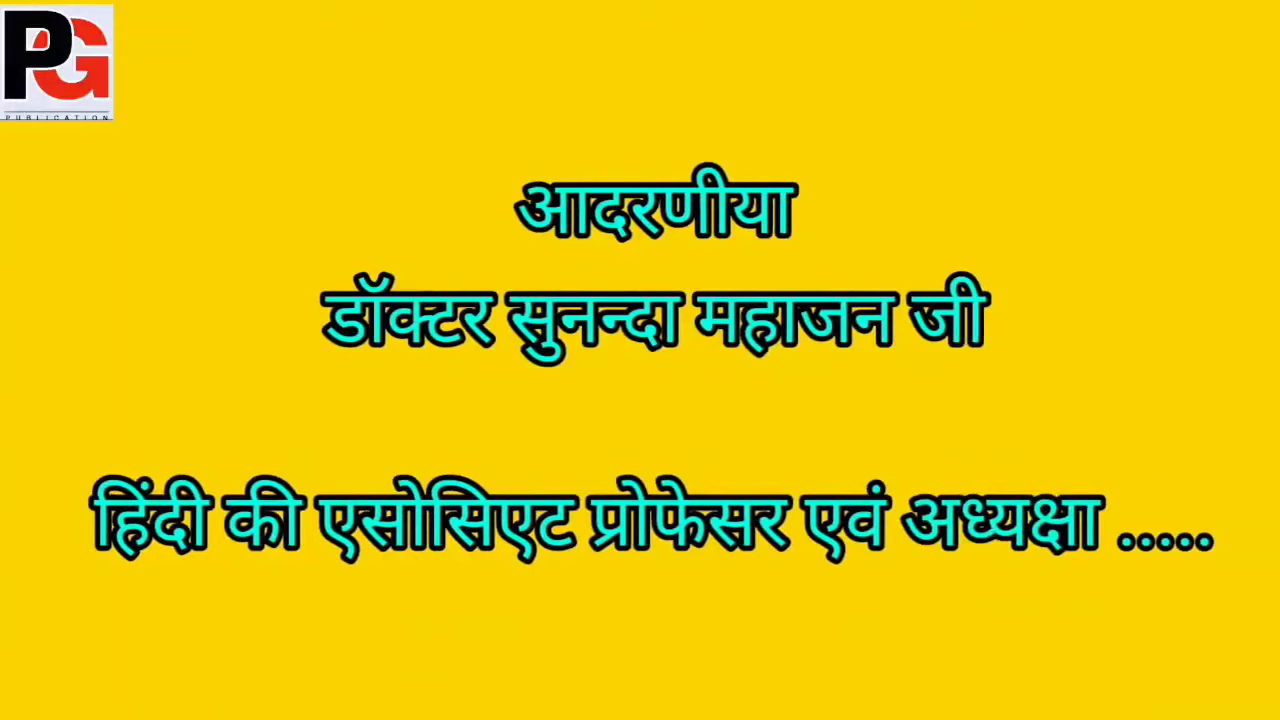 PG
PUBLICATION
आदरणीया
डॉक्टर सुनन्दा महाजन जी
हिंदी की एसोसिएट प्रोफेसर एवं अध्यक्षा .....